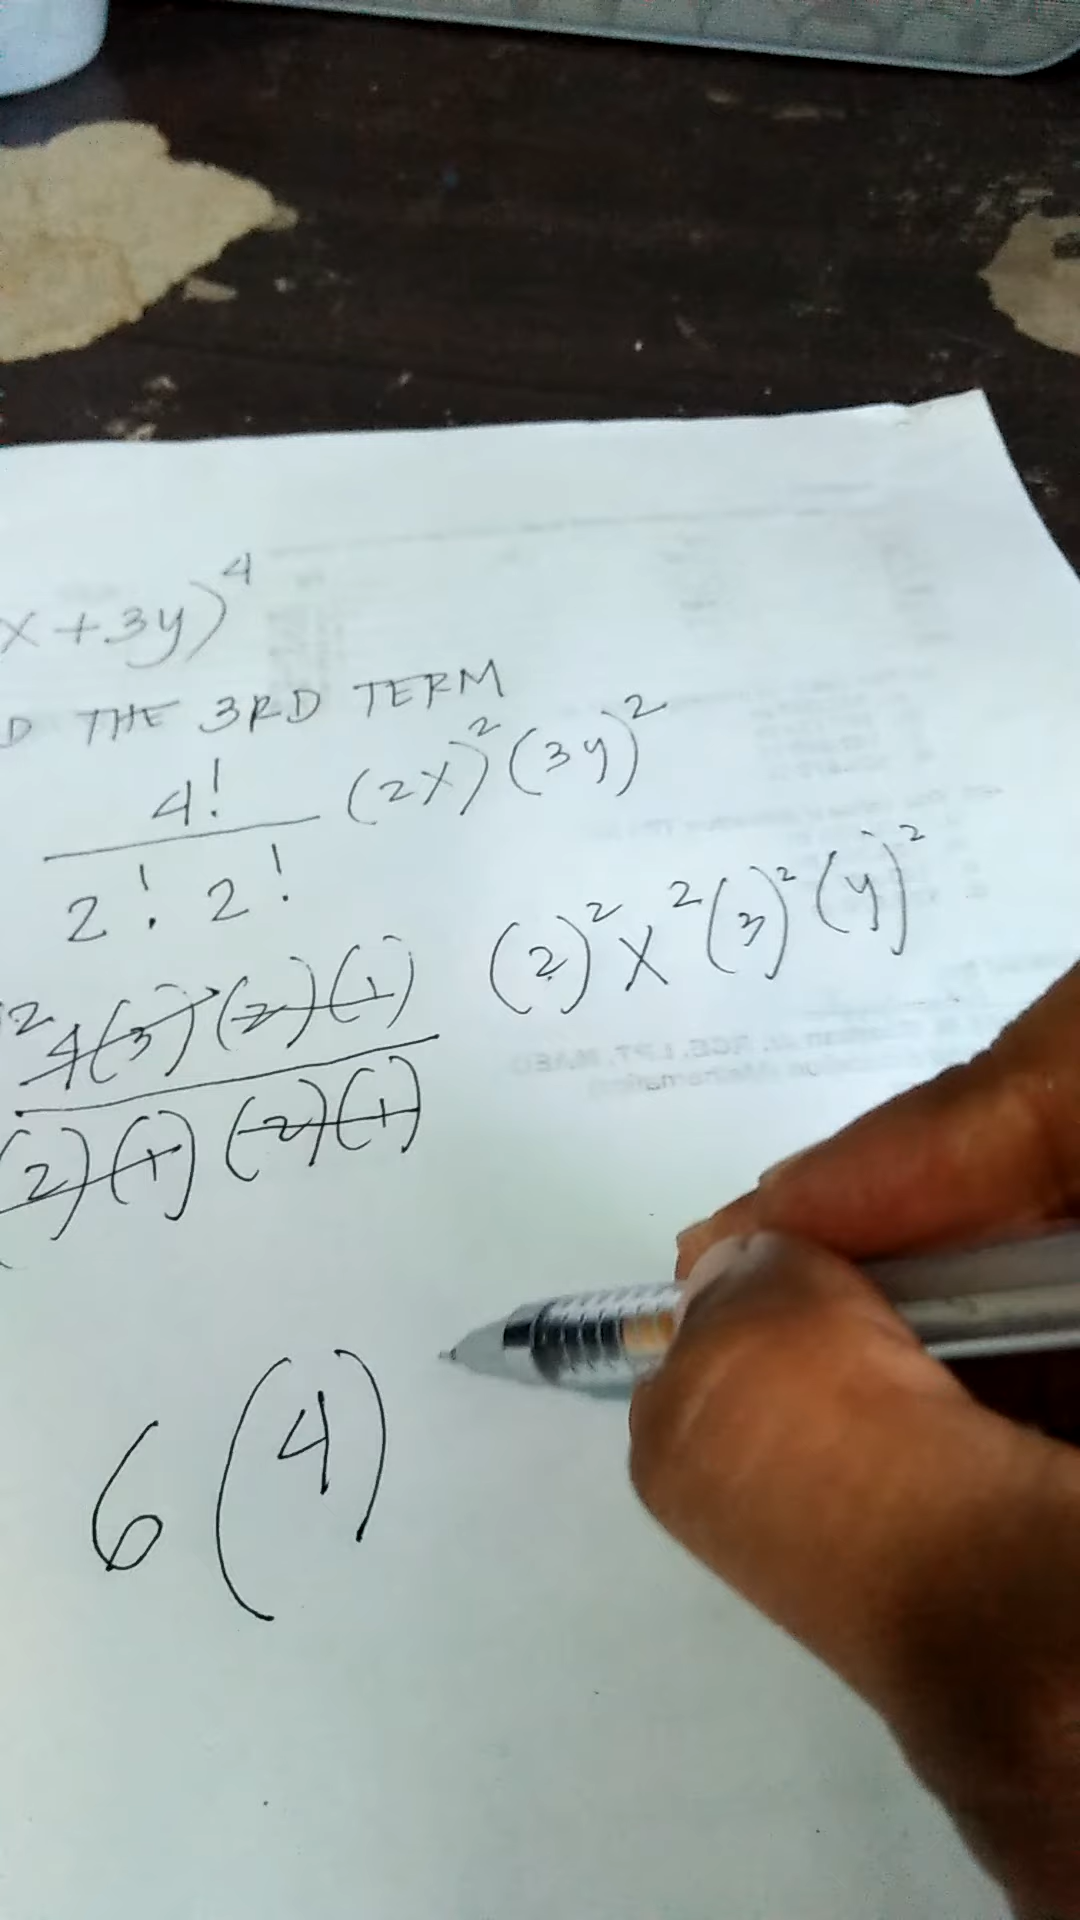 x + 3y)⁴
D THE 3RD TERM
4! (2x)² (3y)²
2! 2!
2 4(3)(2)(1) (2)² x² (3)² (y)²
(2)(1)(2)(1)
6(4)